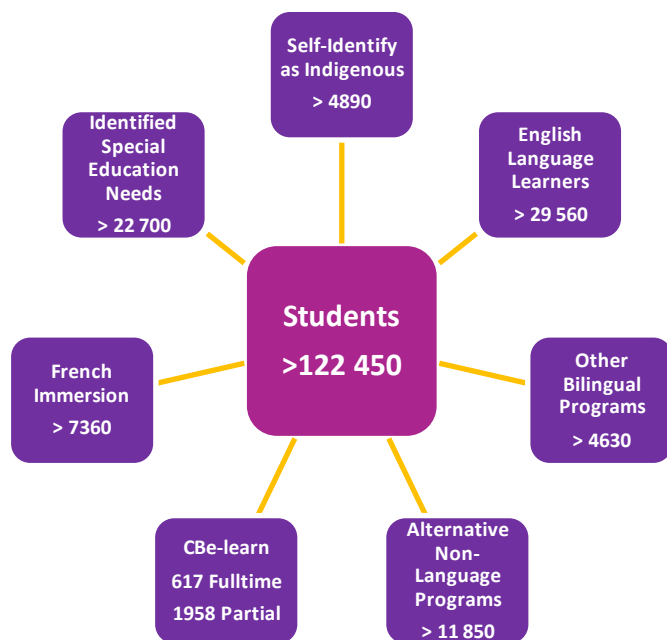 Self-Identify
as Indigenous
> 4890
Identified
Special
Education
Needs
> 22 700
English
Language
Learners
> 29 560
Students
>122 450
French
Immersion
> 7360
Other
Bilingual
Programs
> 4630
CBe-learn
617 Fulltime
1958 Partial
Alternative
Non-
Language
Programs
> 11 850